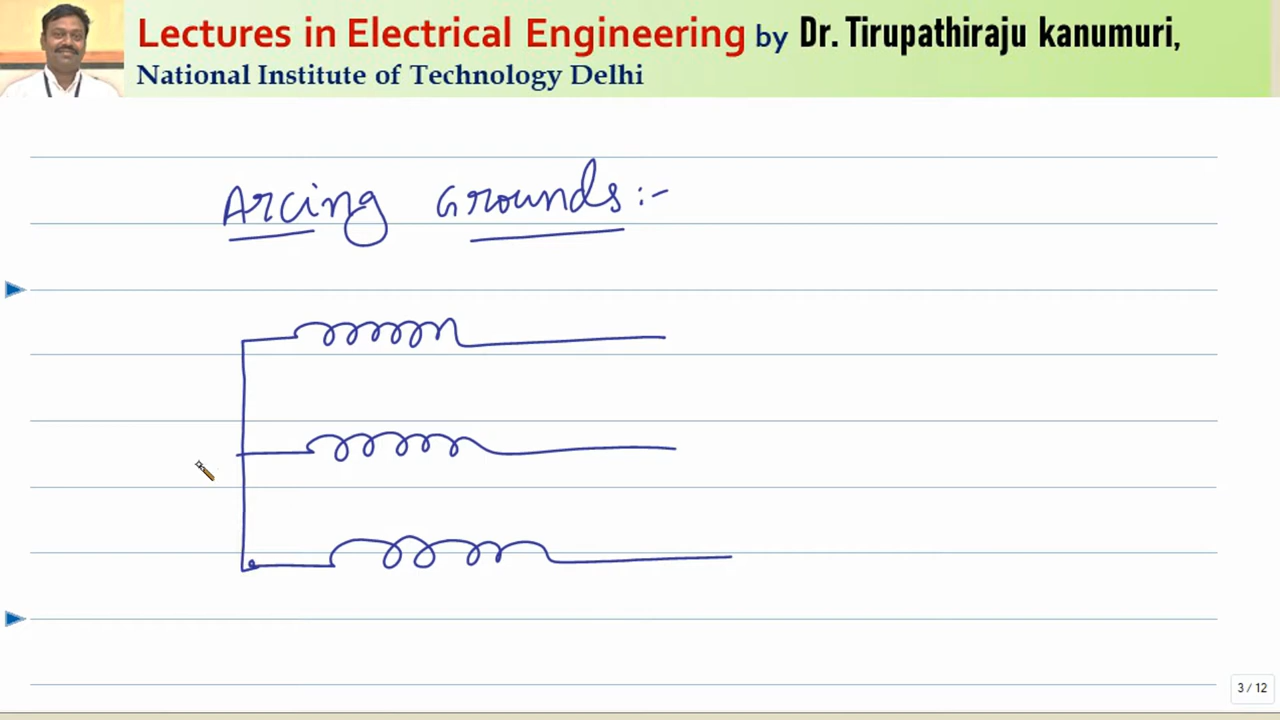 Lectures in Electrical Engineering by Dr. Tirupathiraju kanumuri,
National Institute of Technology Delhi
Arcing Grounds:-
3 / 12